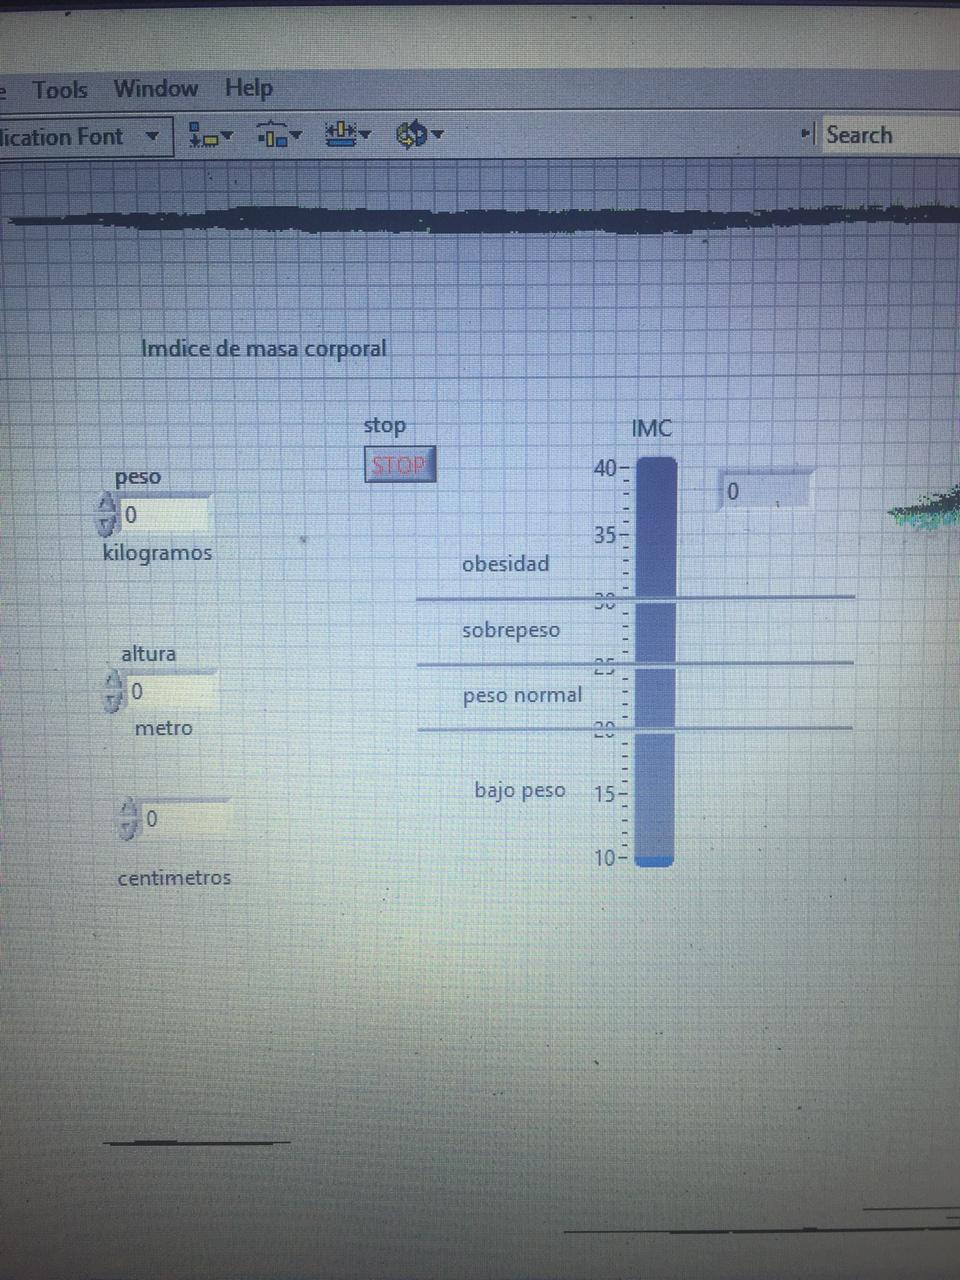 Tools Window Help
lication Font
Search
Imdice de masa corporal
stop
STOP
IMC
peso
0
kilogramos
altura
0
metro
0
centimetros
40
0
35
obesidad
30
sobrepeso
25
peso normal
20
bajo peso
15
10